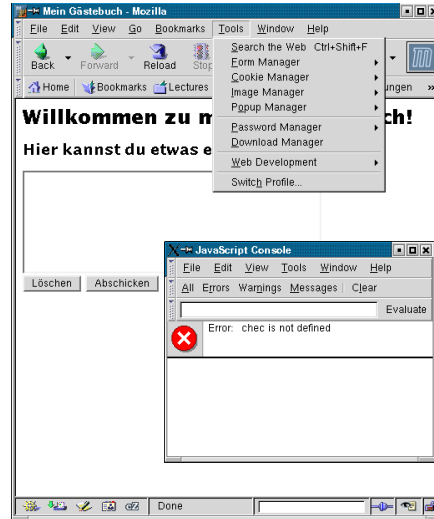 Mein Gästebuch - Mozilla
File Edit View Go Bookmarks Tools Window Help
Back Forward Reload Stop
Home Bookmarks Lectures
Search the Web Ctrl+Shift+F
Form Manager
Cookie Manager
Image Manager
Popup Manager
Password Manager
Download Manager
Web Development
Switch Profile...
Willkommen zu m ch!
Hier kannst du etwas e
Löschen Abschicken
JavaScript Console
File Edit View Tools Window Help
All Errors Warnings Messages Clear
Evaluate
Error: chec is not defined
Done